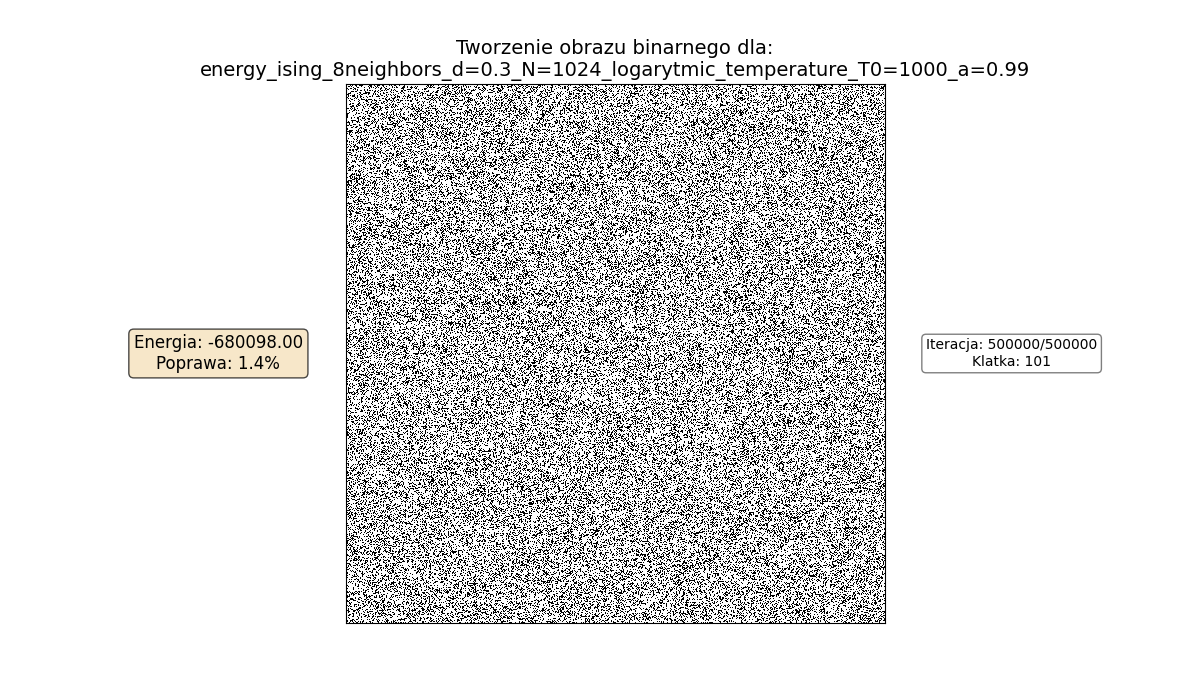 Tworzenie obrazu binarnego dla:
energy_ising_8neighbors_d=0.3_N=1024_logarytmic_temperature_T0=1000_a=0.99
Energia: -680098.00
Poprawa: 1.4%
Iteracja: 500000/500000
Klatka: 101